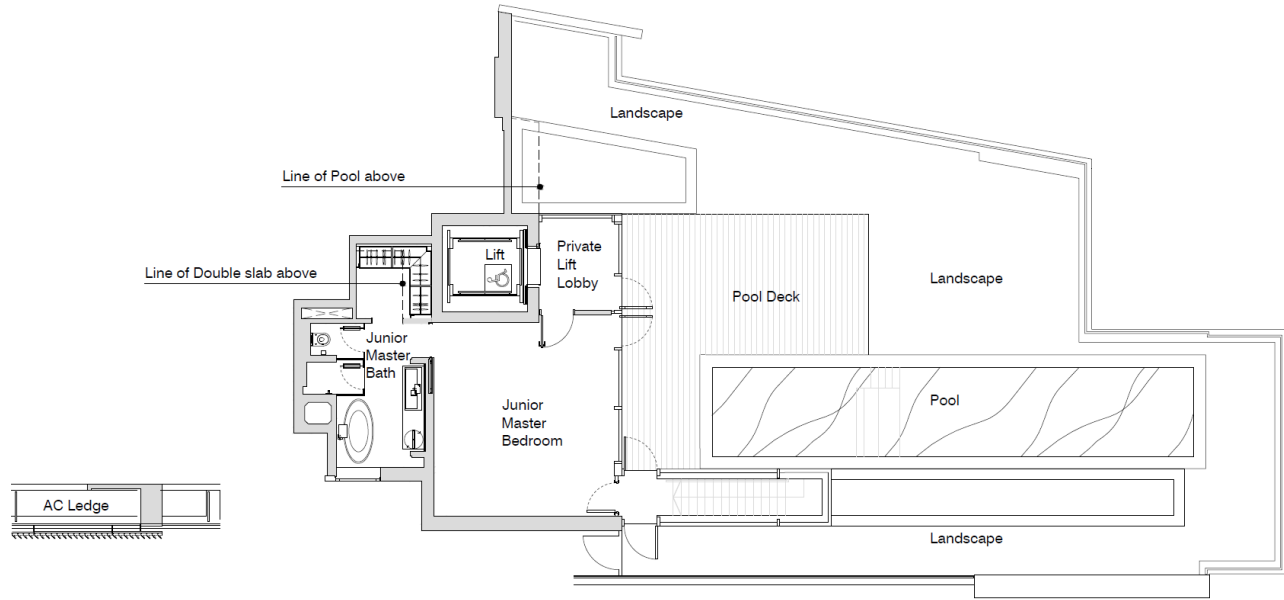 Landscape
Line of Pool above
Lift
Private
Lift
Lobby
Line of Double slab above
Landscape
Pool Deck
Junior
Master
Bath
Pool
Junior
Master
Bedroom
AC Ledge
Landscape